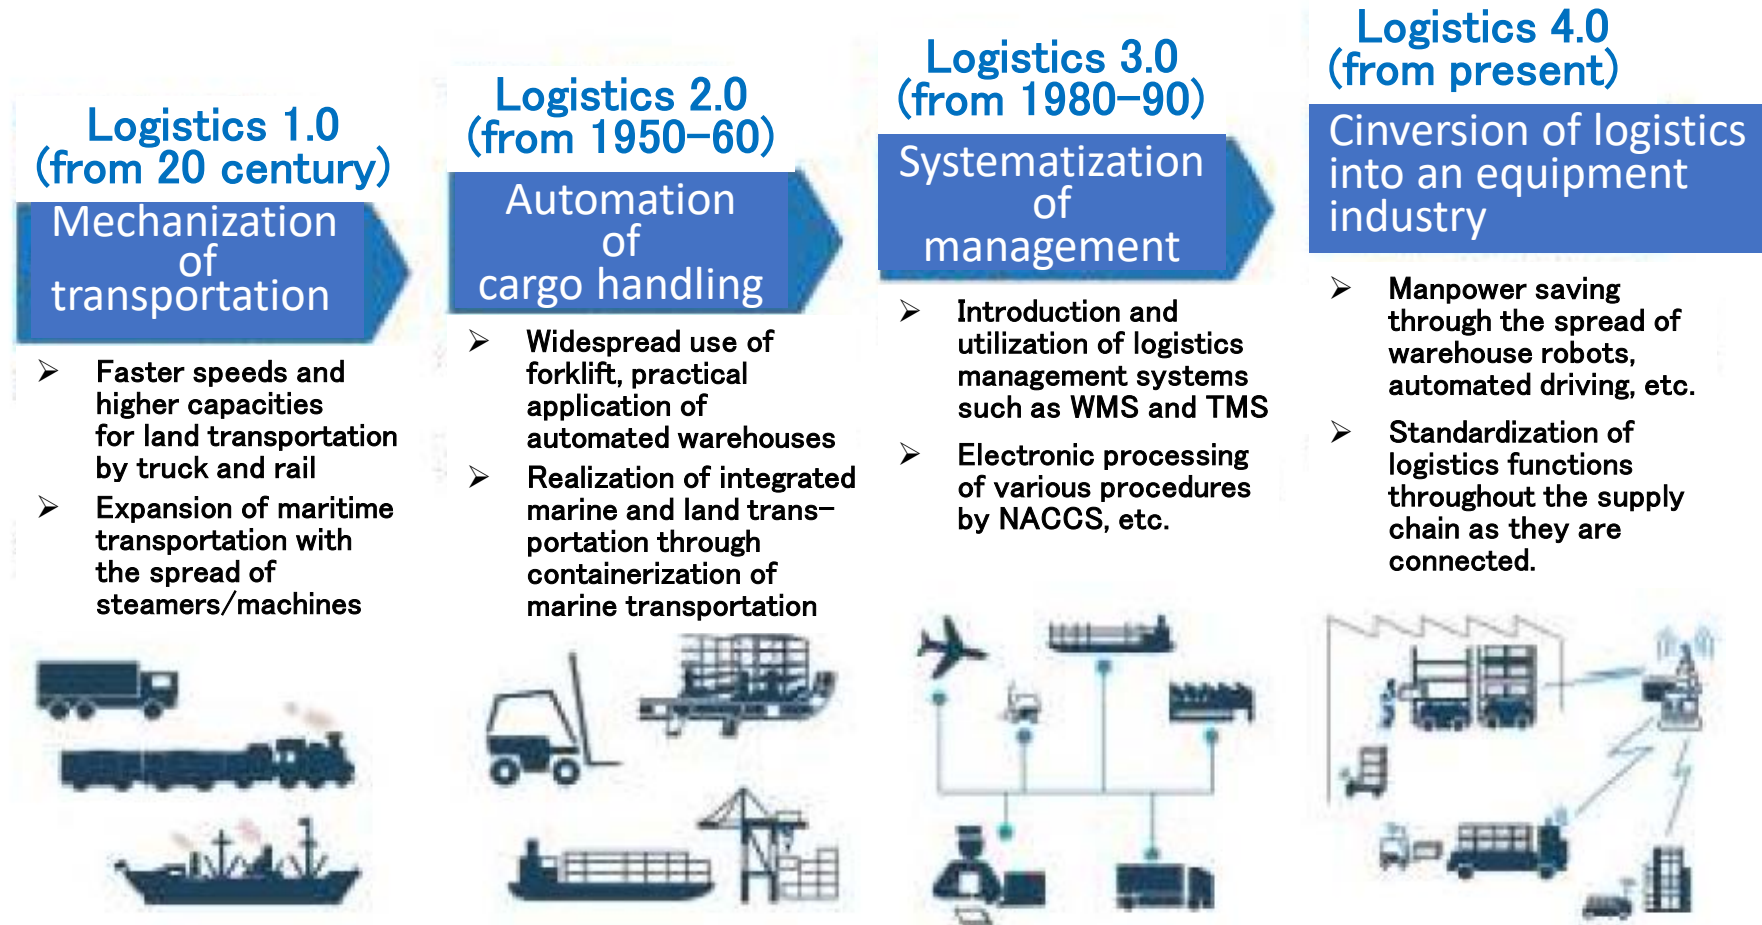 Logistics 1.0
(from 20 century)
Mechanization
of
transportation
➢ Faster speeds and
higher capacities
for land transportation
by truck and rail
➢ Expansion of maritime
transportation with
the spread of
steamers/machines
Logistics 2.0
(from 1950-60)
Automation
of
cargo handling
➢ Widespread use of
forklift, practical
application of
automated warehouses
➢ Realization of integrated
marine and land trans-
portation through
containerization of
marine transportation
Logistics 3.0
(from 1980-90)
Systematization
of
management
➢ Introduction and
utilization of logistics
management systems
such as WMS and TMS
➢ Electronic processing
of various procedures
by NACCS, etc.
Logistics 4.0
(from present)
Cinversion of logistics
into an equipment
industry
➢ Manpower saving
through the spread of
warehouse robots,
automated driving, etc.
➢ Standardization of
logistics functions
throughout the supply
chain as they are
connected.